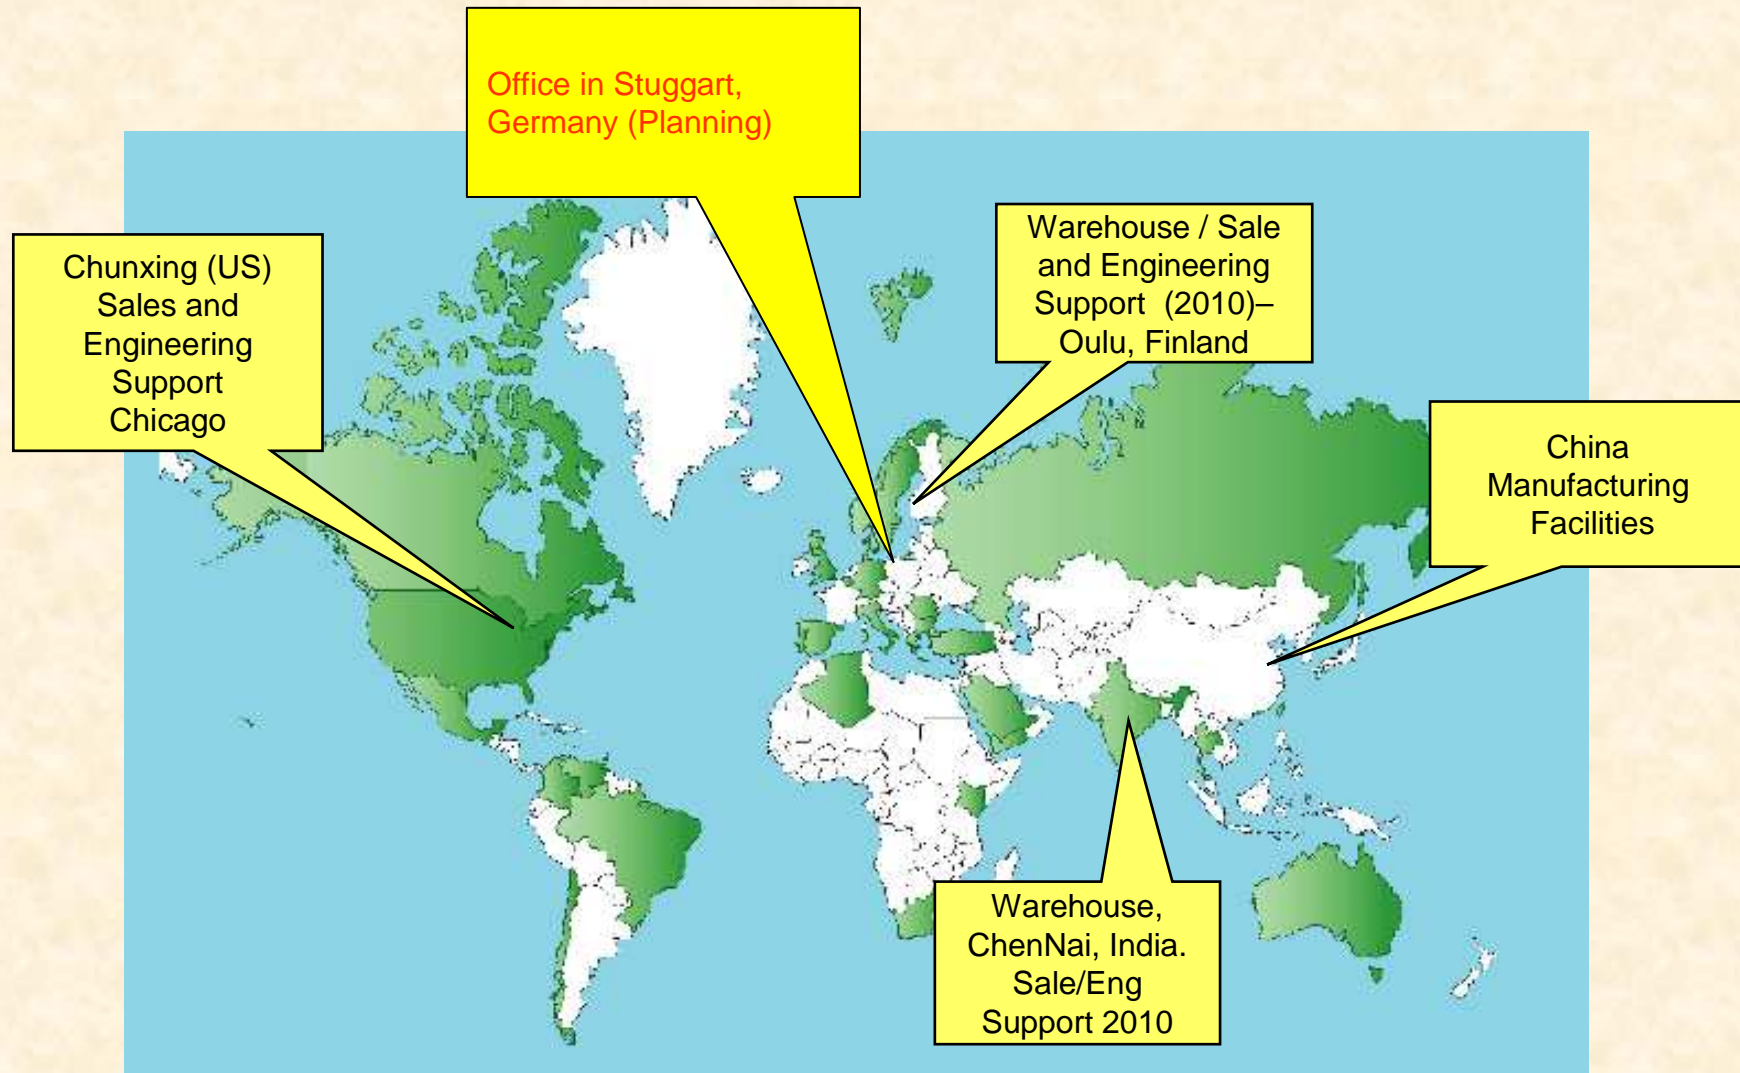 Office in Stuggart,
Germany (Planning)
Chunxing (US)
Sales and
Engineering
Support
Chicago
Warehouse / Sale
and Engineering
Support (2010)–
Oulu, Finland
China
Manufacturing
Facilities
Warehouse,
ChenNai, India.
Sale/Eng
Support 2010